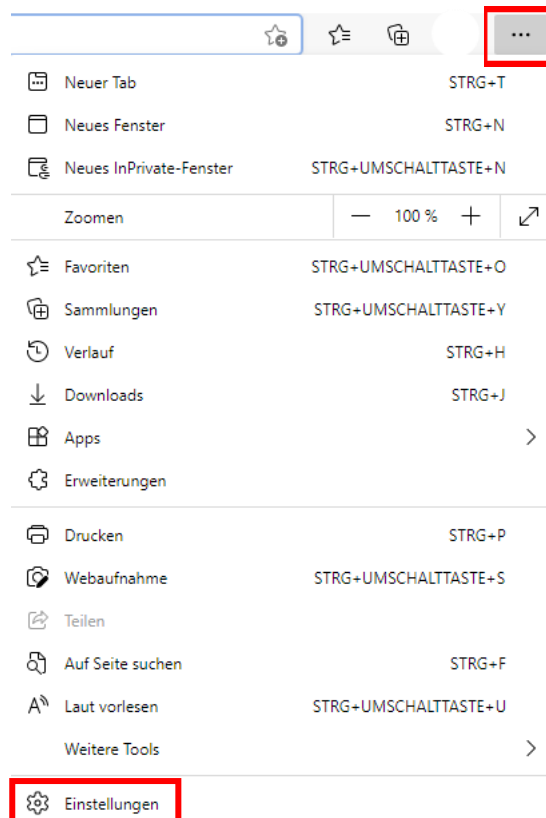 Neuer Tab STRG+T
Neues Fenster STRG+N
Neues InPrivate-Fenster STRG+UMSCHALTTASTE+N
Zoomen — 100 % +
Favoriten STRG+UMSCHALTTASTE+O
Sammlungen STRG+UMSCHALTTASTE+Y
Verlauf STRG+H
Downloads STRG+J
Apps
Erweiterungen
Drucken STRG+P
Webaufnahme STRG+UMSCHALTTASTE+S
Teilen
Auf Seite suchen STRG+F
Laut vorlesen STRG+UMSCHALTTASTE+U
Weitere Tools
Einstellungen